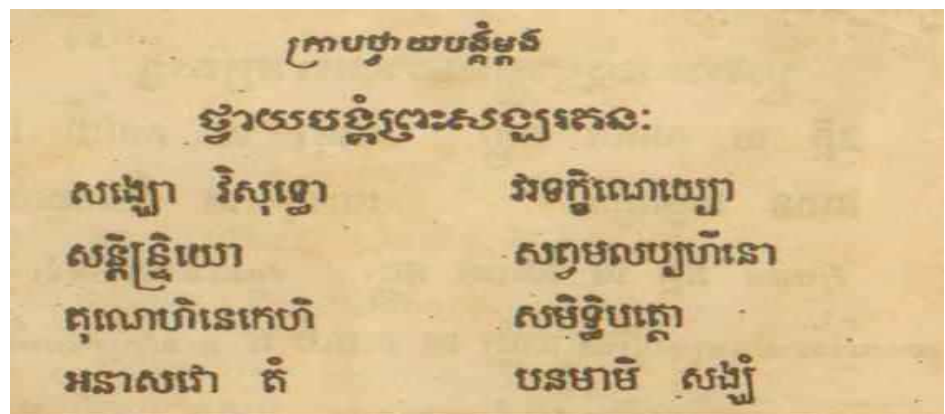 ក្រាបថ្វាយបង្គំម្តង
ថ្វាយបង្គំព្រះសង្ឃរតនៈ
សង្ឃោ វិសុទ្ធោ វរទក្ខិណេយ្យោ
សន្តិន្ទ្រិយោ សព្វមលប្បហីនោ
គុណេហិនេកេហិ សមិទ្ធិបត្តោ
អនាសវោ តំ បនមាមិ សង្ឃំ